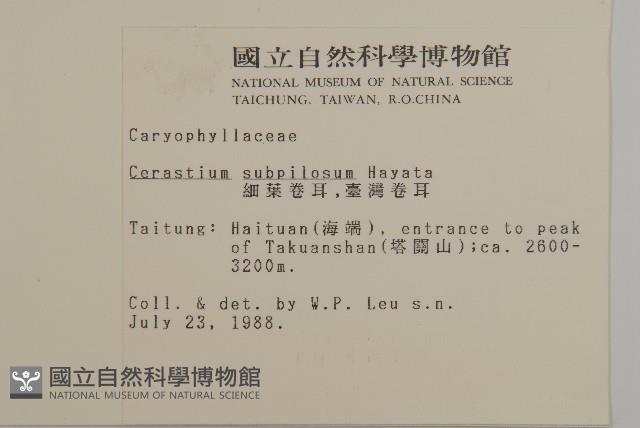 國立自然科學博物館
NATIONAL MUSEUM OF NATURAL SCIENCE
TAICHUNG, TAIWAN, R.O.CHINA
Caryophyllaceae
Cerastium subpilosum Hayata
細葉卷耳,臺灣卷耳
Taitung: Haituan(海端), entrance to peak
of Takuanshan(塔關山);ca. 2600-
3200m.
Coll. & det. by W.P. Leu s.n.
July 23, 1988.
國立自然科學博物館
NATIONAL MUSEUM OF NATURAL SCIENCE